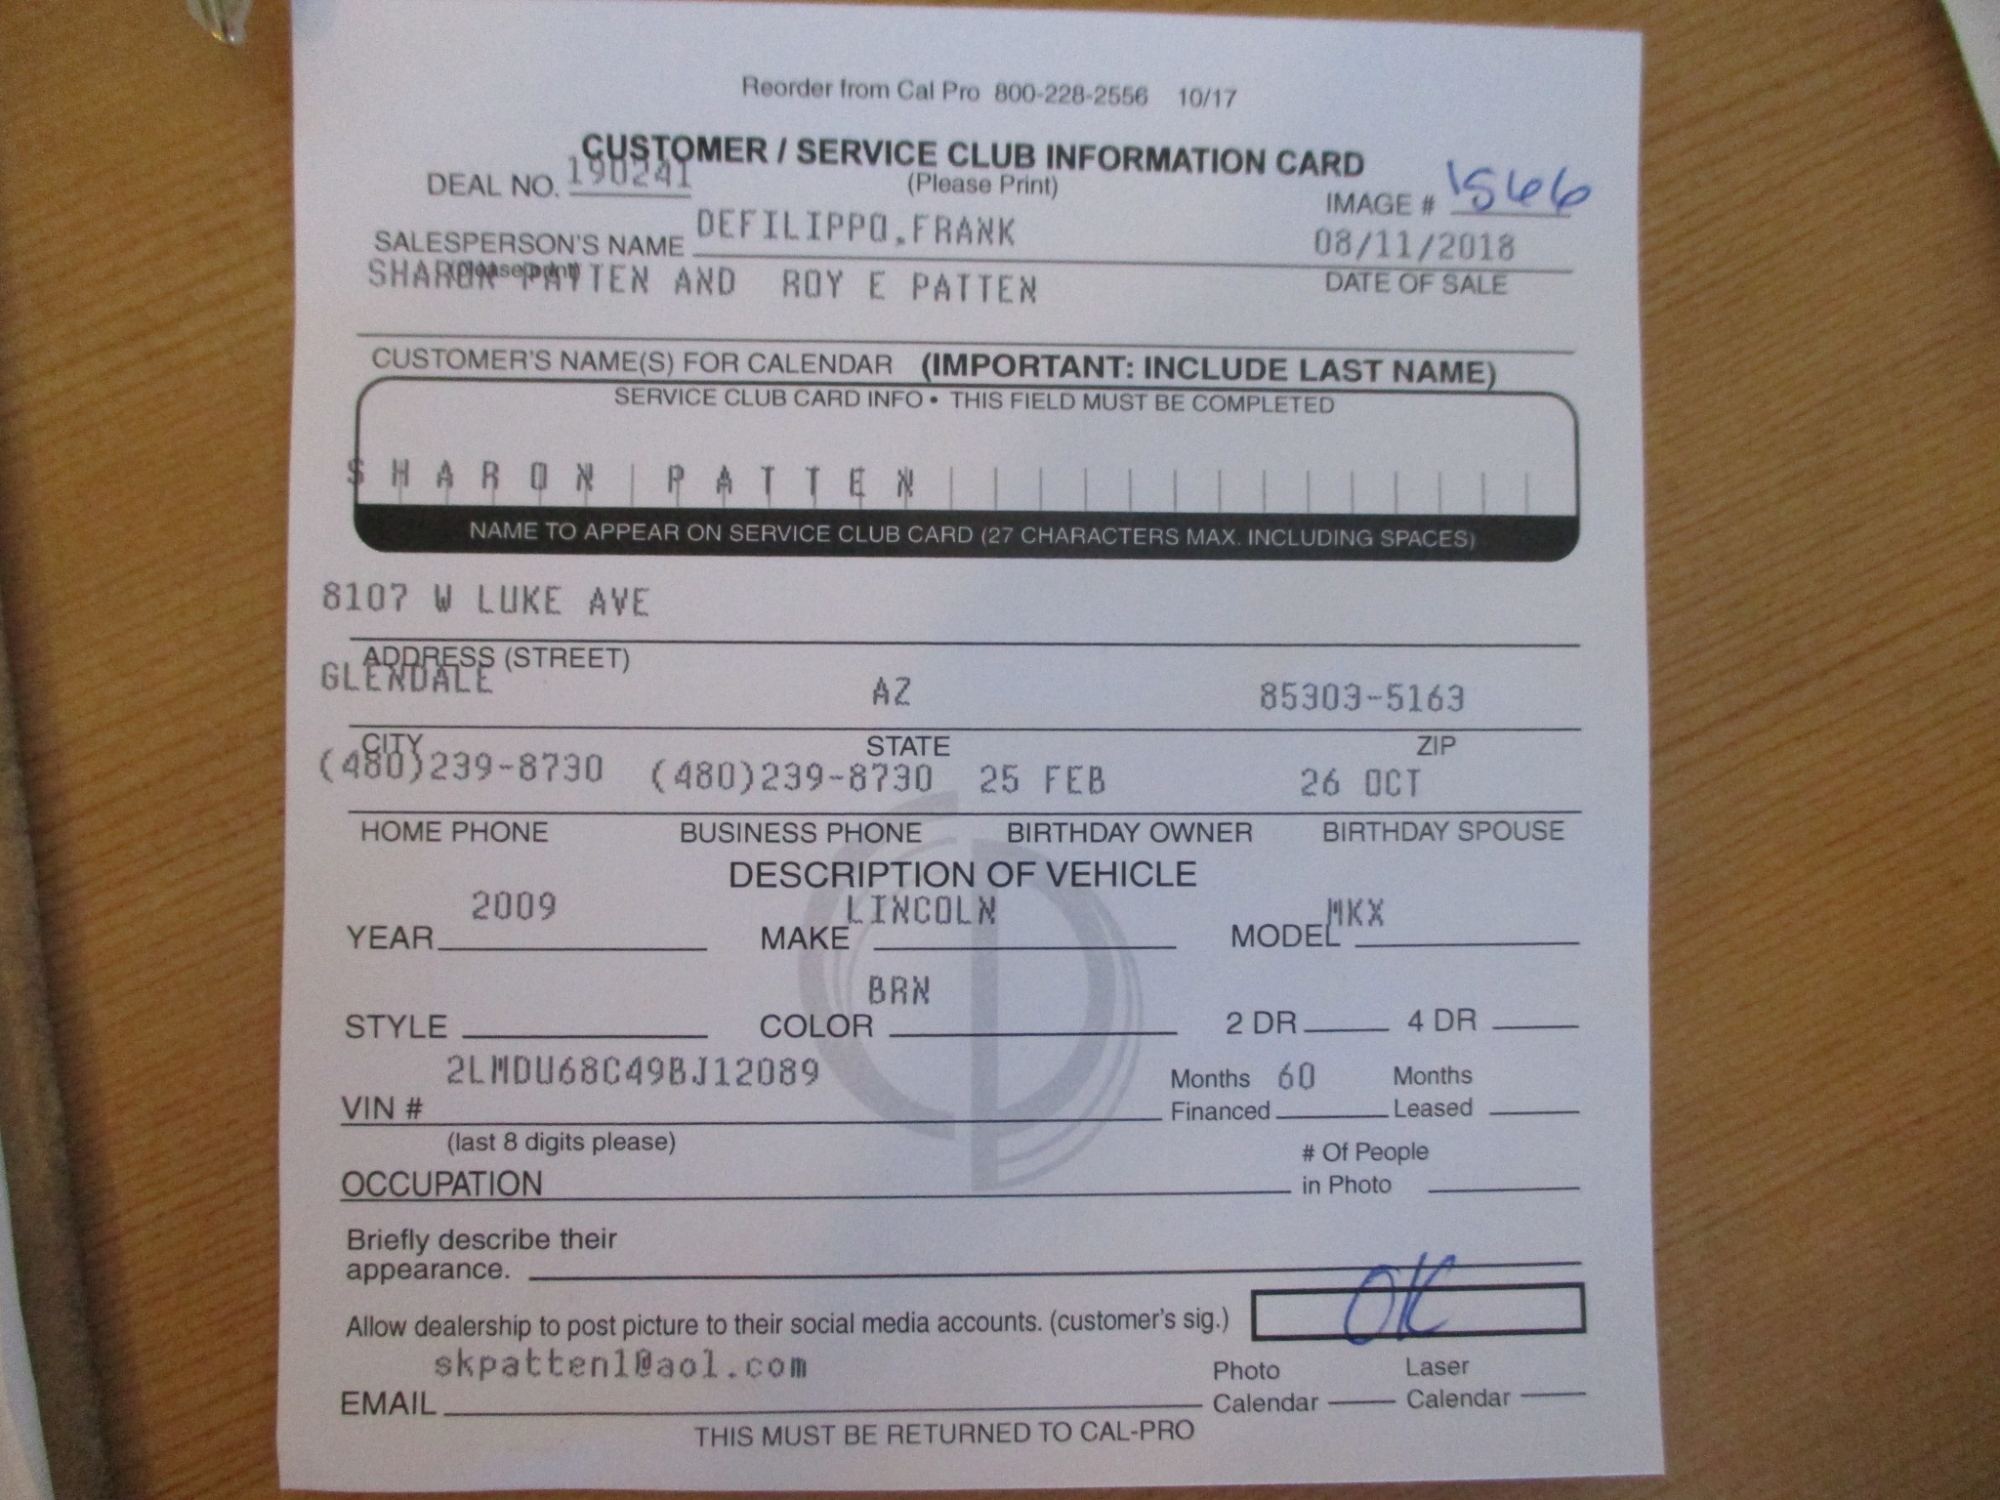 Reorder from Cal Pro 800-228-2556 10/17
CUSTOMER / SERVICE CLUB INFORMATION CARD
DEAL NO. 190241 (Please Print) IMAGE # 1566
SALESPERSON'S NAME DEFILIPPO,FRANK 08/11/2018
(please print) DATE OF SALE
SHARON PATTEN AND ROY E PATTEN
CUSTOMER'S NAME(S) FOR CALENDAR (IMPORTANT: INCLUDE LAST NAME)
SERVICE CLUB CARD INFO • THIS FIELD MUST BE COMPLETED
SHARON PATTEN
NAME TO APPEAR ON SERVICE CLUB CARD (27 CHARACTERS MAX. INCLUDING SPACES)
8107 W LUKE AVE
ADDRESS (STREET)
GLENDALE AZ 85303-5163
CITY STATE ZIP
(480)239-8730 (480)239-8730 25 FEB 26 OCT
HOME PHONE BUSINESS PHONE BIRTHDAY OWNER BIRTHDAY SPOUSE
DESCRIPTION OF VEHICLE
YEAR 2009 MAKE LINCOLN MODEL MKX
STYLE COLOR BRN 2 DR 4 DR
VIN # 2LMDU68C49BJ12089 Months Financed 60 Months Leased
(last 8 digits please)
OCCUPATION # Of People in Photo
Briefly describe their
appearance.
Allow dealership to post picture to their social media accounts. (customer's sig.) OK
EMAIL skpatten1@aol.com Photo Calendar Laser Calendar
THIS MUST BE RETURNED TO CAL-PRO